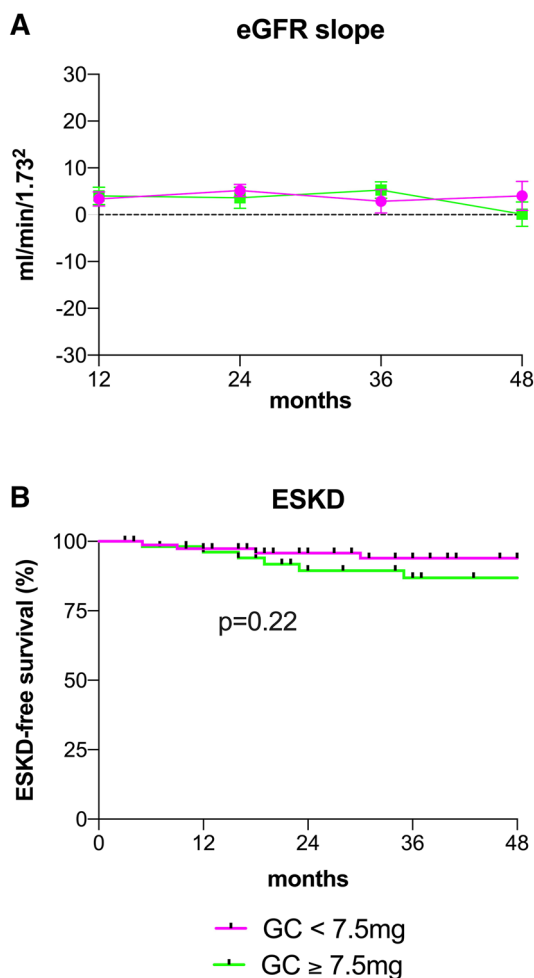 A
eGFR slope
ml/min/1.73²
30
20
10
0
-10
-20
-30
12 24 36 48
months
B
ESKD
ESKD-free survival (%)
100
75
50
25
0
p=0.22
0 12 24 36 48
months
GC < 7.5mg
GC ≥ 7.5mg